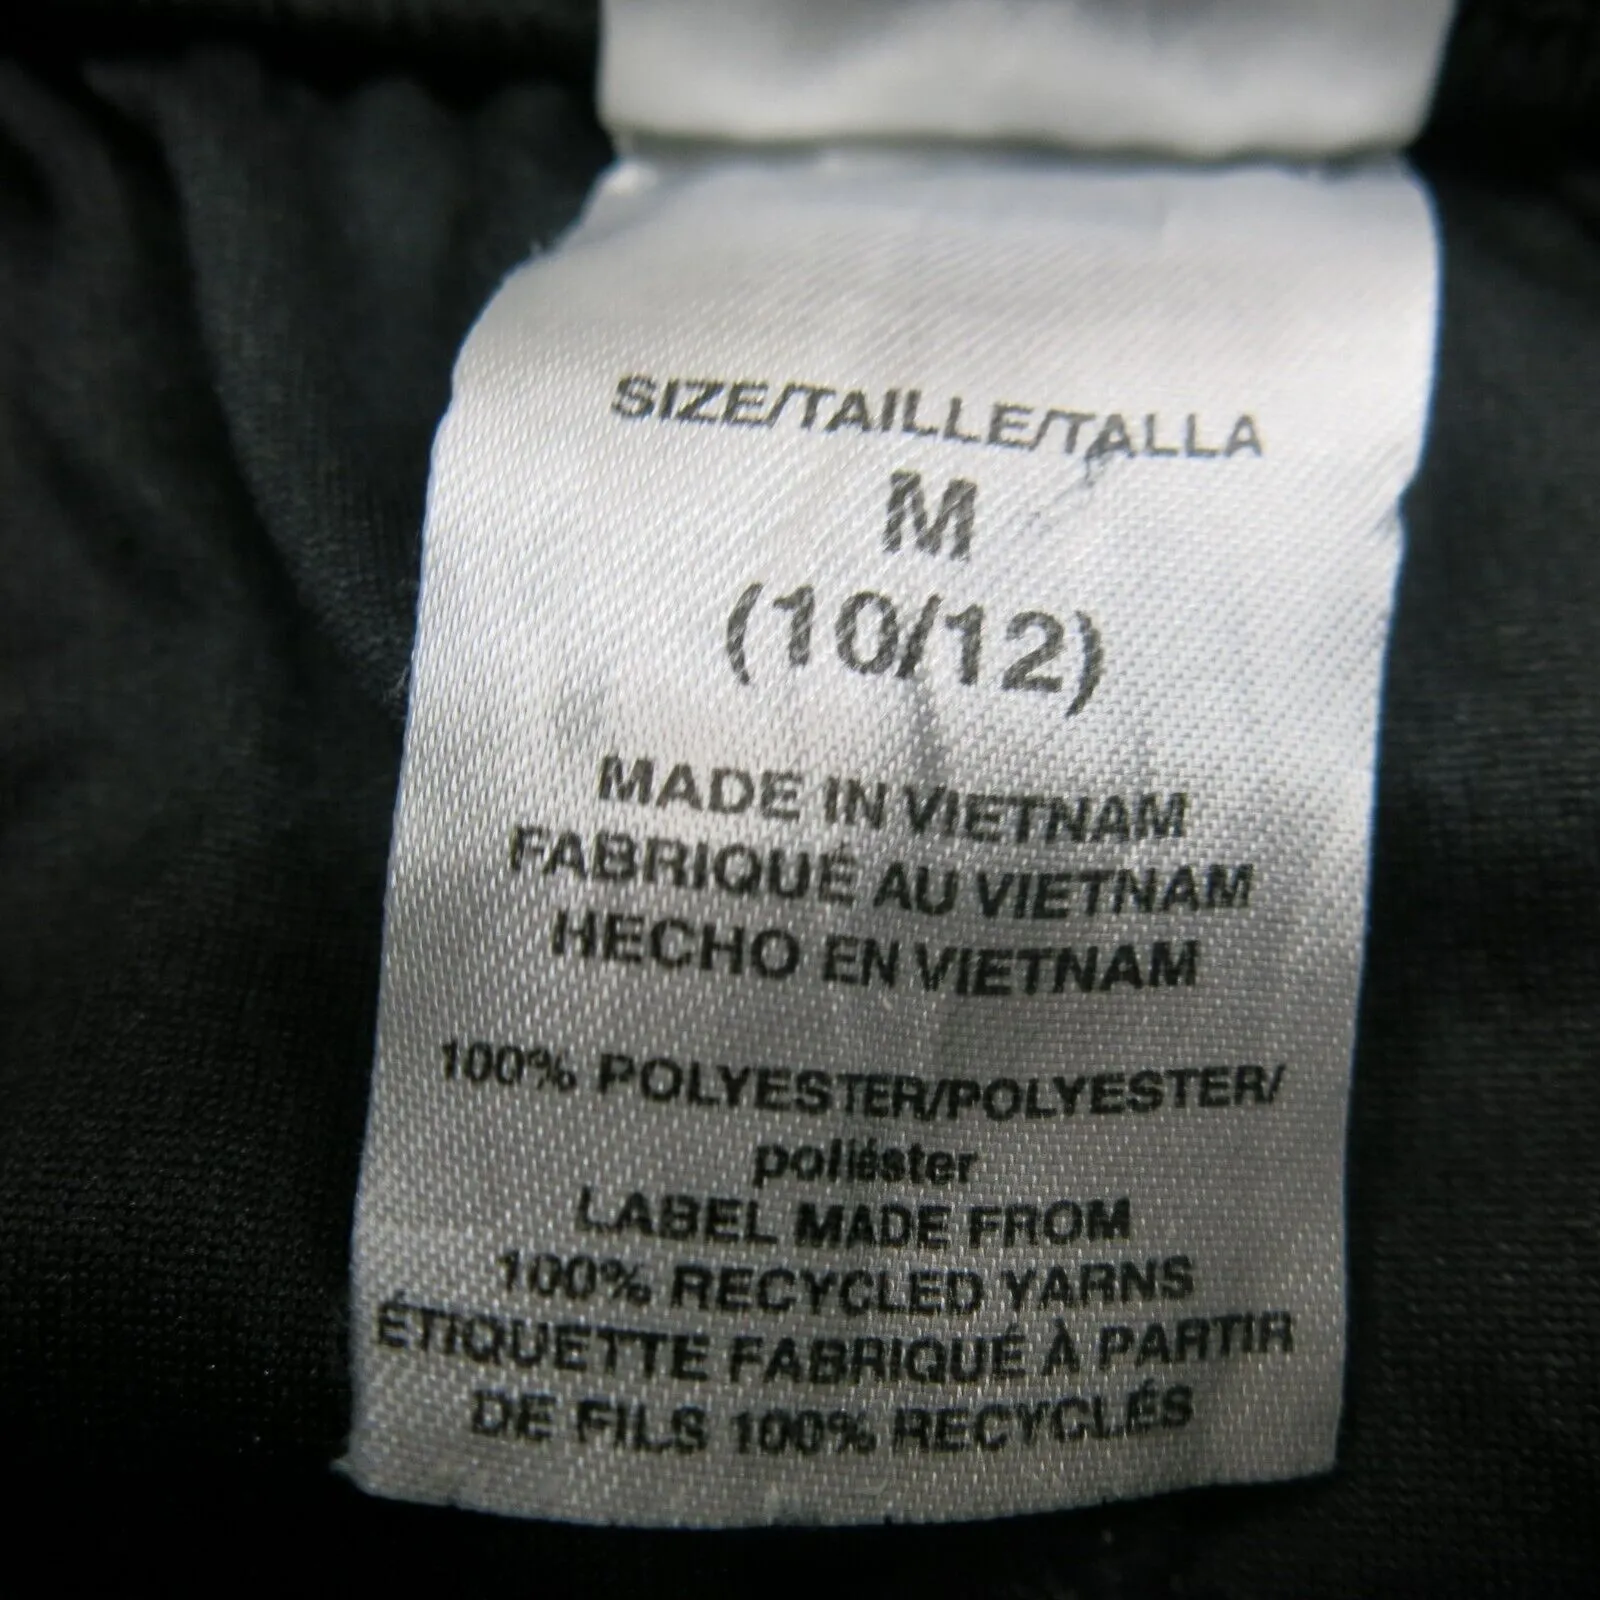 SIZE/TAILLE/TALLA
M
(10/12)
MADE IN VIETNAM
FABRIQUÉ AU VIETNAM
HECHO EN VIETNAM
100% POLYESTER/POLYESTER/
poliéster
LABEL MADE FROM
100% RECYCLED YARNS
ÉTIQUETTE FABRIQUÉ À PARTIR
DE FILS 100% RECYCLÉS